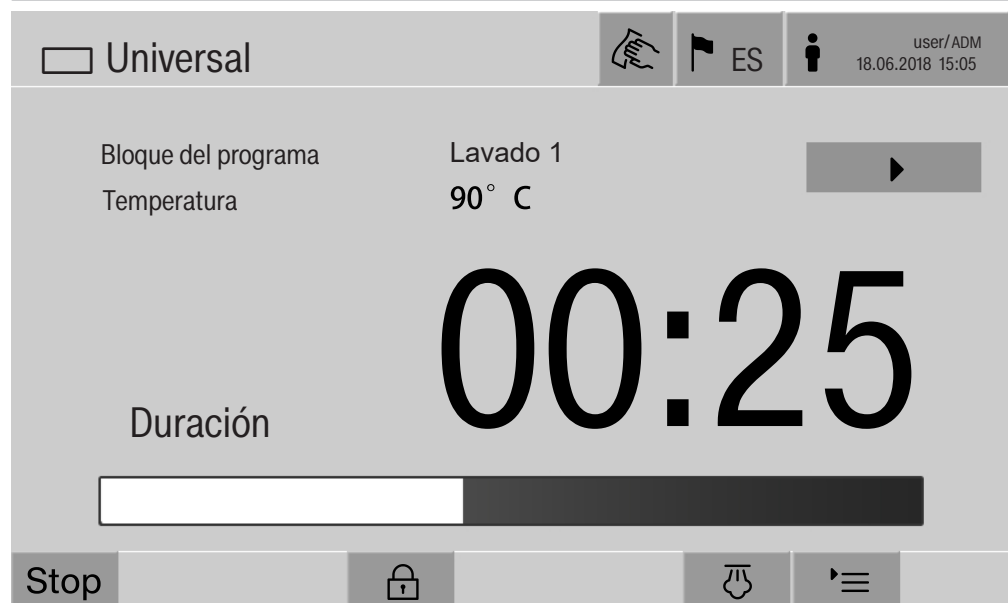 Universal
ES
user/ADM
18.06.2018 15:05
Bloque del programa Lavado 1
Temperatura 90° C
00:25
Duración
Stop